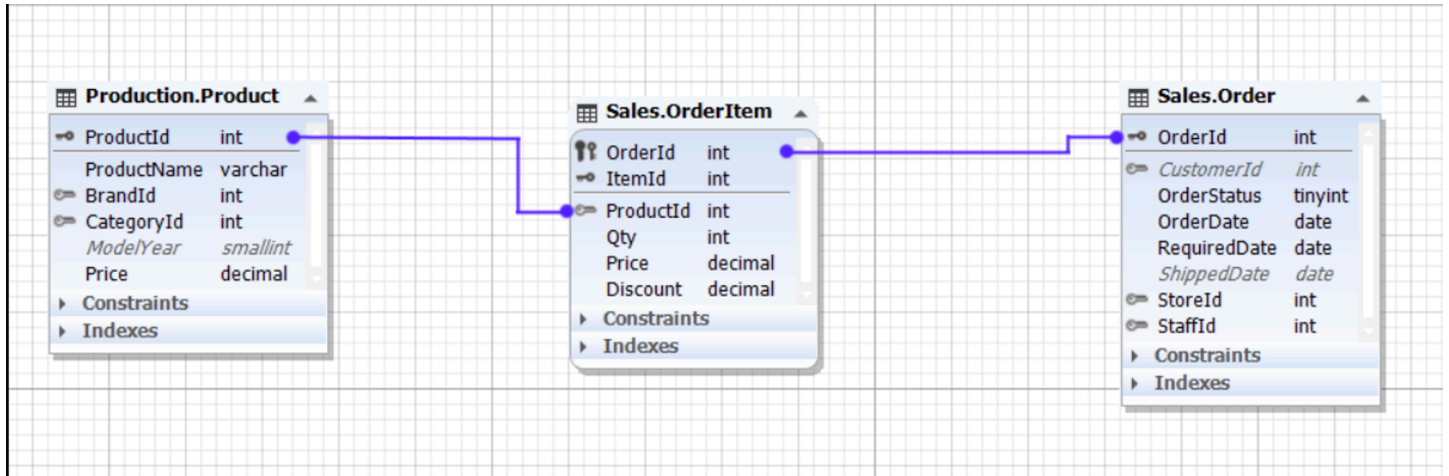 Production.Product
ProductId int
ProductName varchar
BrandId int
CategoryId int
ModelYear smallint
Price decimal
Constraints
Indexes
Sales.OrderItem
OrderId int
ItemId int
ProductId int
Qty int
Price decimal
Discount decimal
Constraints
Indexes
Sales.Order
OrderId int
CustomerId int
OrderStatus tinyint
OrderDate date
RequiredDate date
ShippedDate date
StoreId int
StaffId int
Constraints
Indexes